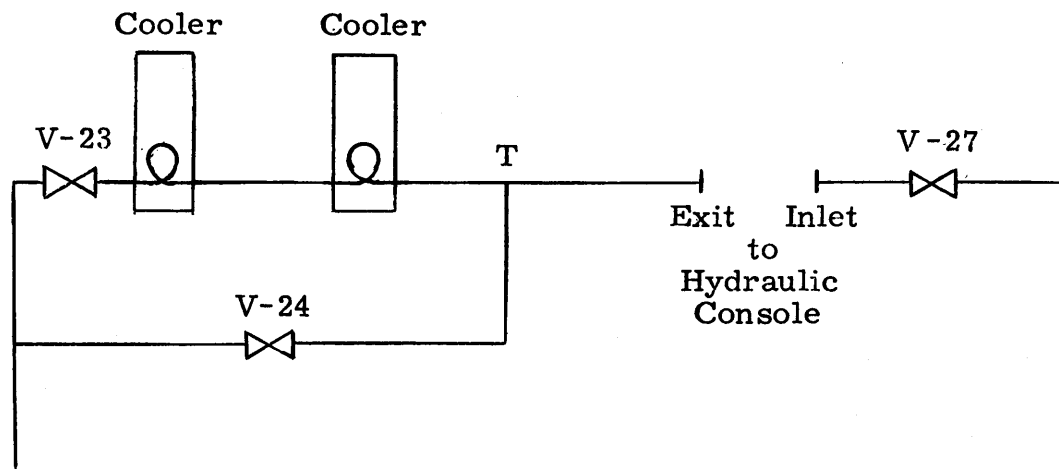 Cooler
Cooler
V-23
T
V-27
Exit Inlet
to
Hydraulic
Console
V-24